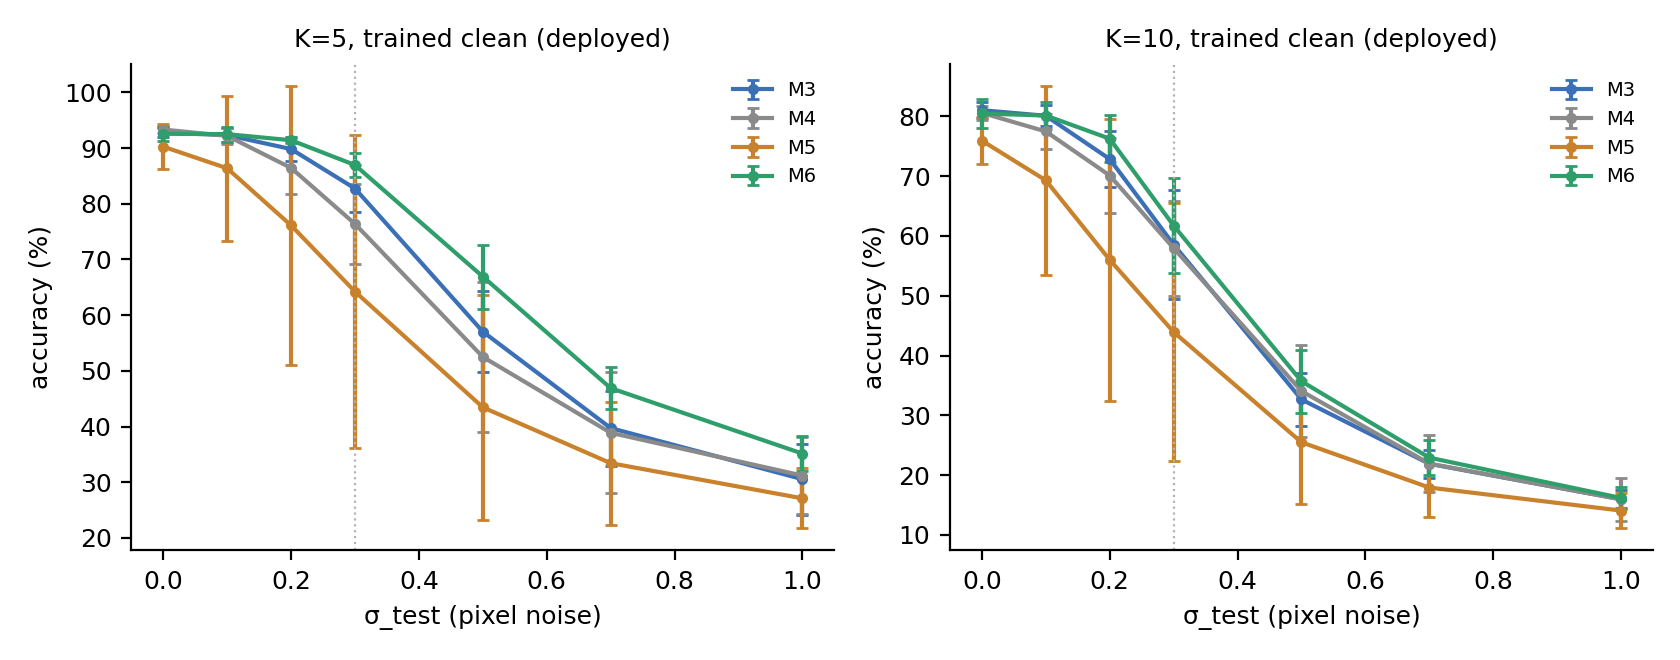 K=5, trained clean (deployed)
100
90
80
70
60
50
40
30
20
accuracy (%)
M3
M4
M5
M6
0.0 0.2 0.4 0.6 0.8 1.0
σ_test (pixel noise)
K=10, trained clean (deployed)
80
70
60
50
40
30
20
10
accuracy (%)
M3
M4
M5
M6
0.0 0.2 0.4 0.6 0.8 1.0
σ_test (pixel noise)